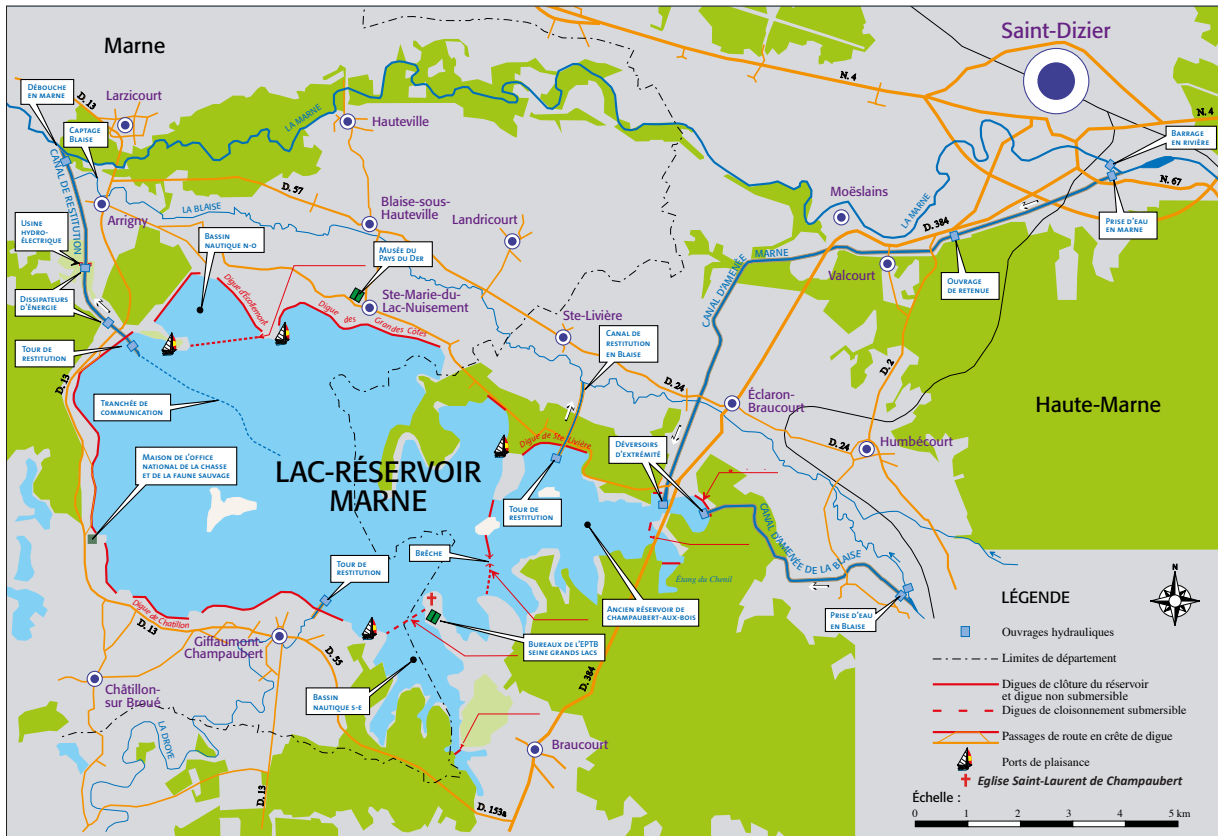 Marne
Saint-Dizier
N. 4
N. 4
DÉBOUCHE
EN MARNE
D. 13
Larzicourt
CAPTAGE
BLAISE
LA MARNE
Hauteville
BARRAGE
EN RIVIÈRE
CANAL DE RESTITUTION
D. 57
N. 67
Moëslains
LA MARNE
PRISE D'EAU
EN MARNE
Arrigny
LA BLAISE
Blaise-sous-
Hauteville
Landricourt
D. 384
USINE
HYDRO-
ÉLECTRIQUE
BASSIN
NAUTIQUE N-O
MUSÉE DU
PAYS DU DER
CANAL D'AMENÉE MARNE
Valcourt
OUVRAGE
DE RETENUE
DISSIPATEURS
D'ÉNERGIE
Digue d'Ecollemont
Digue des Grandes Côtes
Ste-Marie-du-
Lac-Nuisement
Ste-Livière
CANAL DE
RESTITUTION
EN BLAISE
TOUR DE
RESTITUTION
D. 13
D. 24
D. 2
TRANCHÉE DE
COMMUNICATION
Éclaron-
Braucourt
Haute-Marne
MAISON DE L'OFFICE
NATIONAL DE LA CHASSE
ET DE LA FAUNE SAUVAGE
Digue de Ste Livière
DÉVERSOIRS
D'EXTRÉMITÉ
D. 24
Humbécourt
LAC-RÉSERVOIR
MARNE
TOUR DE
RESTITUTION
CANAL D'AMENÉE DE LA BLAISE
BRÈCHE
TOUR DE
RESTITUTION
Étang du Chenil
ANCIEN RÉSERVOIR DE
CHAMPAUBERT-AUX-BOIS
PRISE D'EAU
EN BLAISE
Digue de Chatillon
D. 13
Giffaumont-
Champaubert
D. 55
BUREAUX DE L'EPTB
SEINE GRANDS LACS
Châtillon-
sur Broué
BASSIN
NAUTIQUE S-E
D. 384
LA DROYE
Braucourt
D. 13
D. 153a
N
LÉGENDE
Ouvrages hydrauliques
Limites de département
Digues de clôture du réservoir
et digue non submersible
Digues de cloisonnement submersible
Passages de route en crête de digue
Ports de plaisance
Eglise Saint-Laurent de Champaubert
Échelle :
0 1 2 3 4 5 km